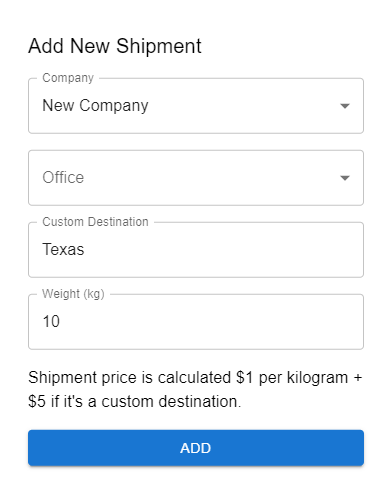 Add New Shipment
Company
New Company
Office
Custom Destination
Texas
Weight (kg)
10
Shipment price is calculated $1 per kilogram +
$5 if it's a custom destination.
ADD